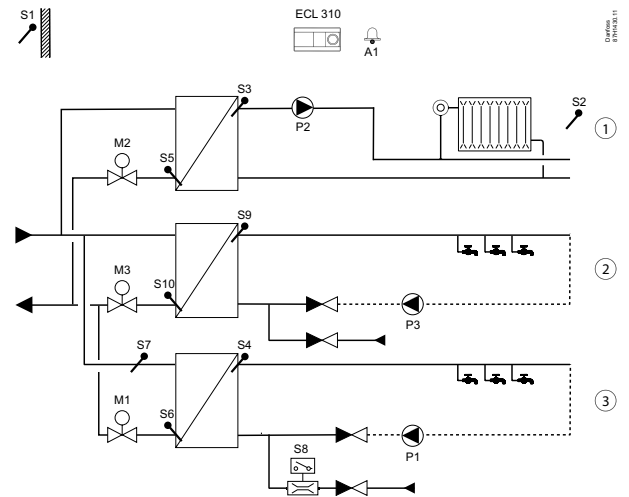 S1
ECL 310
A1
Danfoss
87H1430.11
S3
P2
S2
1
M2
S5
S9
M3
S10
P3
2
S7
S4
M1
S6
P1
S8
3